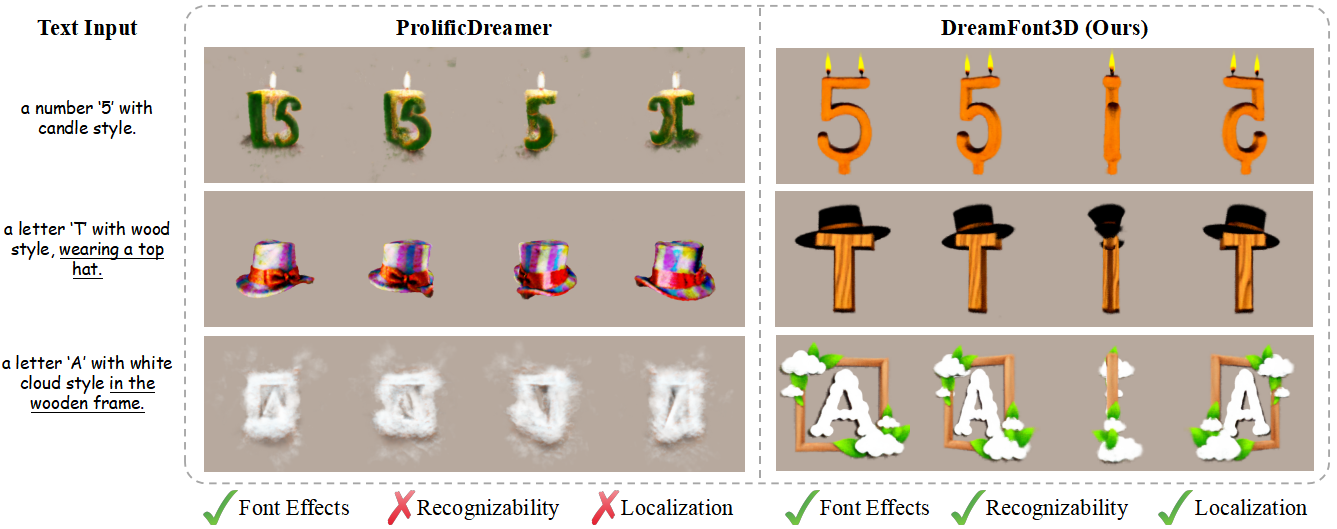 Text Input
ProlificDreamer
DreamFont3D (Ours)
a number ‘5’ with
candle style.
a letter ‘T’ with wood
style, wearing a top
hat.
a letter ‘A’ with white
cloud style in the
wooden frame.
Font Effects
Recognizability
Localization
Font Effects
Recognizability
Localization